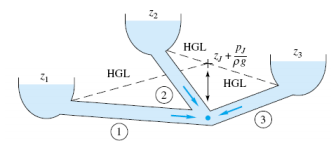 z₂
HGL
z_J + p_J/ρg
z₃
z₁
HGL
HGL
2
1
3